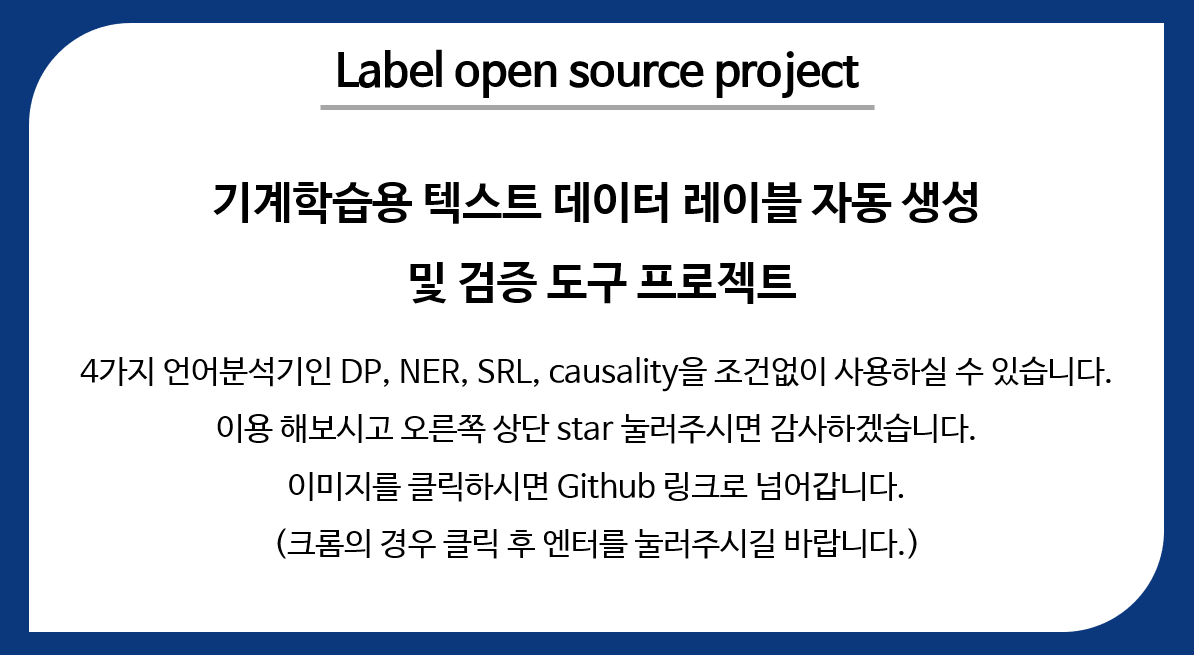 Label open source project
기계학습용 텍스트 데이터 레이블 자동 생성
및 검증 도구 프로젝트
4가지 언어분석기인 DP, NER, SRL, causality을 조건없이 사용하실 수 있습니다.
이용 해보시고 오른쪽 상단 star 눌러주시면 감사하겠습니다.
이미지를 클릭하시면 Github 링크로 넘어갑니다.
(크롬의 경우 클릭 후 엔터를 눌러주시길 바랍니다.)